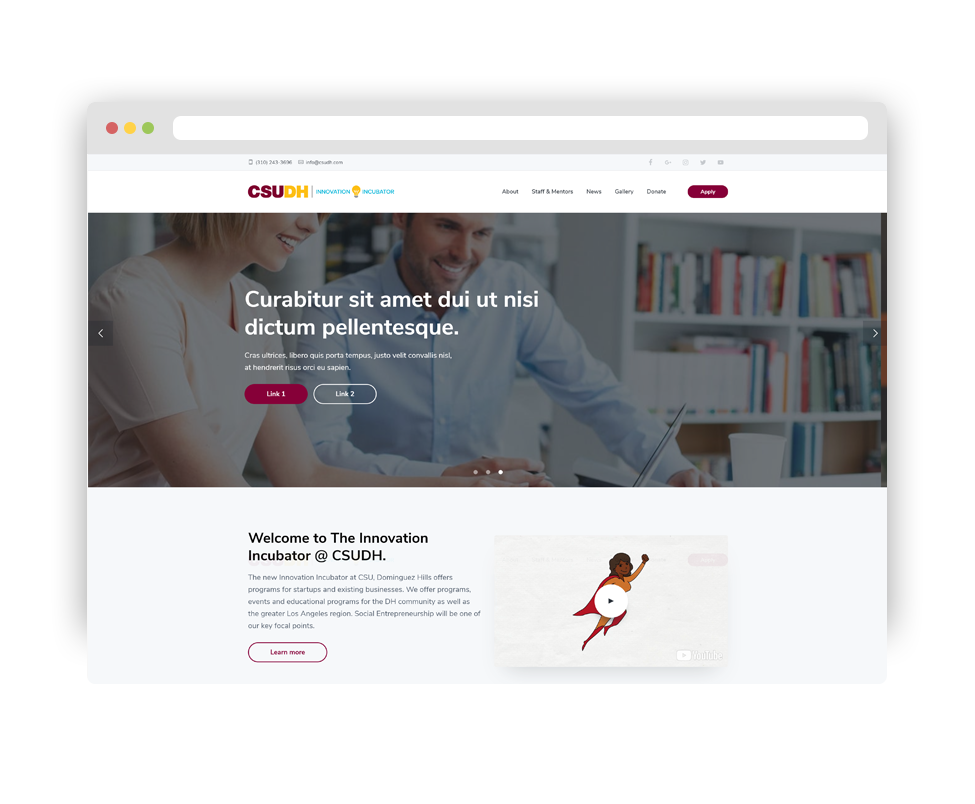 (310) 243-3696 info@csudh.com
CSUDH | INNOVATION INCUBATOR
About Staff & Mentors News Gallery Donate Apply
Curabitur sit amet dui ut nisi
dictum pellentesque.
Cras ultrices, libero quis porta tempus, justo velit convallis nisl,
at hendrerit risus orci eu sapien.
Link 1 Link 2
Welcome to The Innovation
Incubator @ CSUDH.
The new Innovation Incubator at CSU, Dominguez Hills offers
programs for startups and existing businesses. We offer programs,
events and educational programs for the DH community as well as
the greater Los Angeles region. Social Entrepreneurship will be one of
our key focal points.
Learn more
YouTube